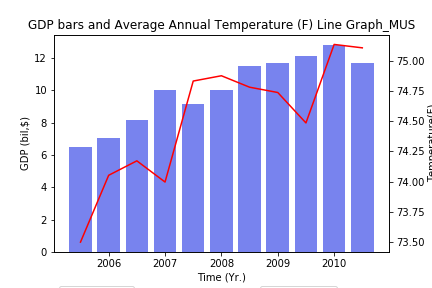 GDP bars and Average Annual Temperature (F) Line Graph_MUS
12
10
8
6
4
2
0
GDP (bil,$)
75.00
74.75
74.50
74.25
74.00
73.75
73.50
Temperature(F)
2006 2007 2008 2009 2010
Time (Yr.)